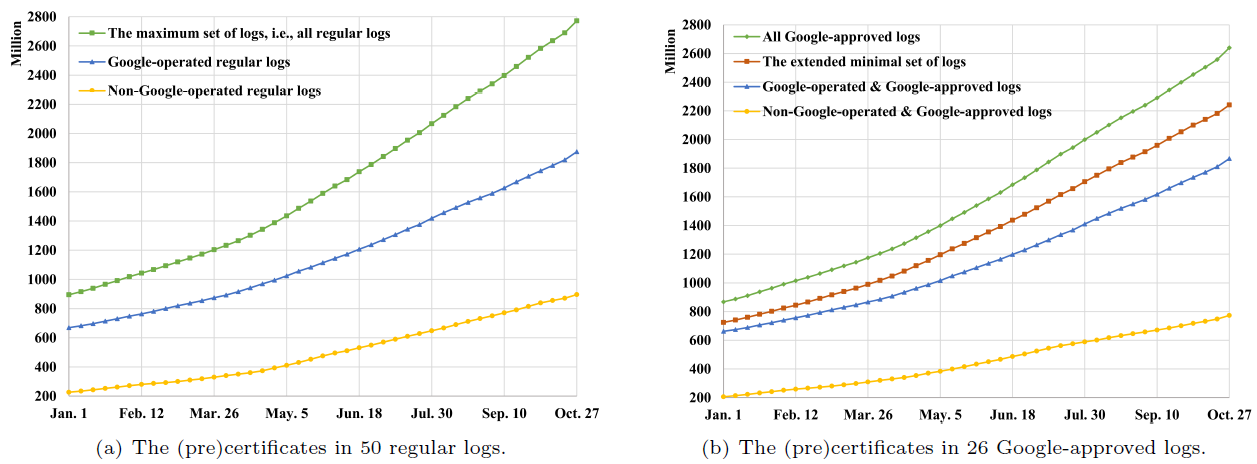 Million
2800
2600
2400
2200
2000
1800
1600
1400
1200
1000
800
600
400
200
The maximum set of logs, i.e., all regular logs
Google-operated regular logs
Non-Google-operated regular logs
Jan. 1 Feb. 12 Mar. 26 May. 5 Jun. 18 Jul. 30 Sep. 10 Oct. 27
(a) The (pre)certificates in 50 regular logs.
Million
2800
2600
2400
2200
2000
1800
1600
1400
1200
1000
800
600
400
200
All Google-approved logs
The extended minimal set of logs
Google-operated & Google-approved logs
Non-Google-operated & Google-approved logs
Jan. 1 Feb. 12 Mar. 26 May. 5 Jun. 18 Jul. 30 Sep. 10 Oct. 27
(b) The (pre)certificates in 26 Google-approved logs.